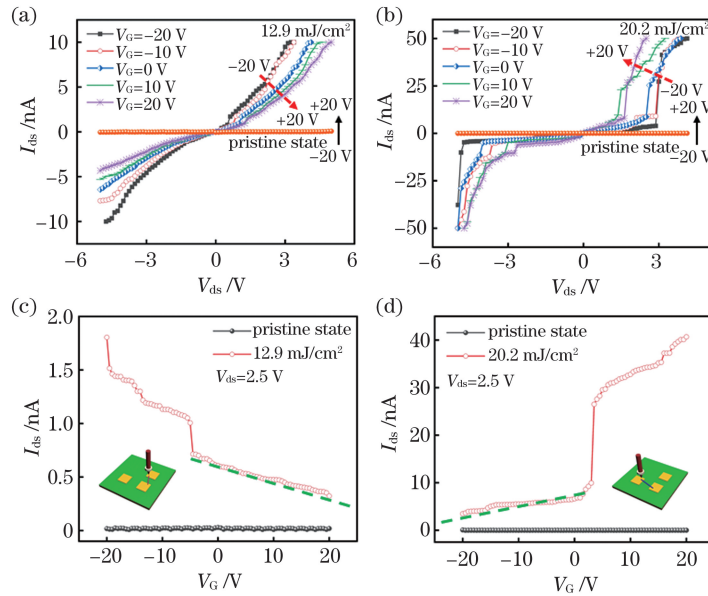 (a)
V_G=−20 V
V_G=−10 V
V_G=0 V
V_G=10 V
V_G=20 V
12.9 mJ/cm²
−20 V
+20 V
+20 V
pristine state
−20 V
10
5
0
−5
−10
I_ds /nA
−6
−3
0
3
6
V_ds /V
(b)
V_G=−20 V
V_G=−10 V
V_G=0 V
V_G=10 V
V_G=20 V
20.2 mJ/cm²
+20 V
−20 V
+20 V
pristine state
−20 V
50
25
0
−25
−50
I_ds /nA
−6
−3
0
3
6
V_ds /V
(c)
pristine state
12.9 mJ/cm²
V_ds=2.5 V
2.0
1.5
1.0
0.5
0
I_ds /nA
−20
−10
0
10
20
V_G /V
(d)
pristine state
20.2 mJ/cm²
V_ds=2.5 V
40
30
20
10
0
I_ds /nA
−20
−10
0
10
20
V_G /V